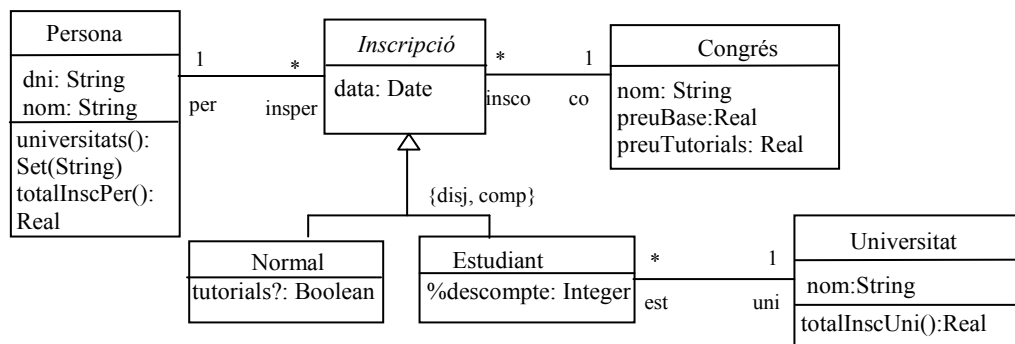 Persona
dni: String
nom: String
universitats():
Set(String)
totalInscPer():
Real
1
per
*
insper
Inscripció
data: Date
*
insco
1
co
Congrés
nom: String
preuBase:Real
preuTutorials: Real
{disj, comp}
Normal
tutorials?: Boolean
Estudiant
%descompte: Integer
*
est
1
uni
Universitat
nom:String
totalInscUni():Real